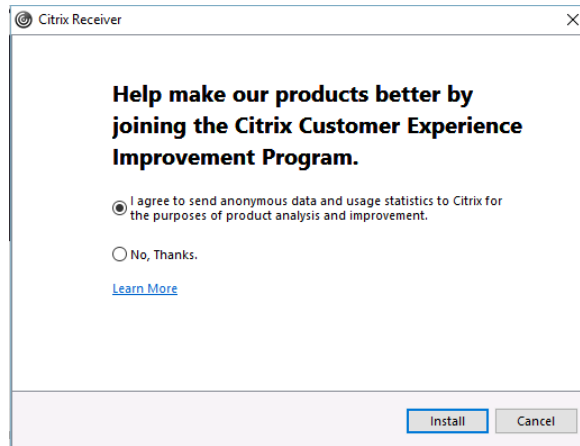 Citrix Receiver
Help make our products better by
joining the Citrix Customer Experience
Improvement Program.
I agree to send anonymous data and usage statistics to Citrix for
the purposes of product analysis and improvement.
No, Thanks.
Learn More
Install Cancel